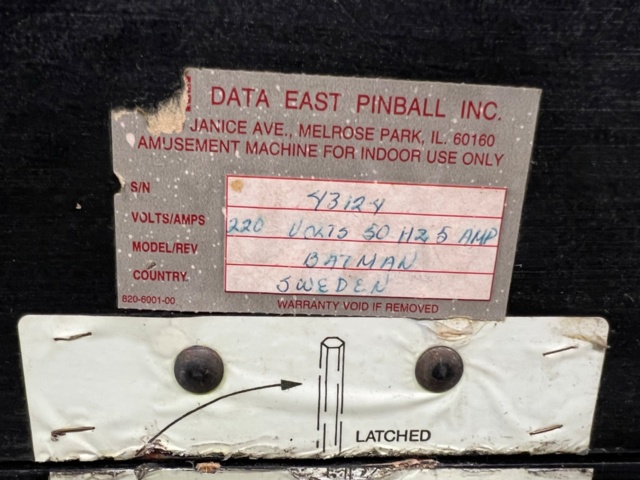 DATA EAST PINBALL INC.
JANICE AVE., MELROSE PARK, IL. 60160
AMUSEMENT MACHINE FOR INDOOR USE ONLY
S/N 43124
VOLTS/AMPS 220 VOLTS 50 HZ 5 AMP
MODEL/REV BATMAN
COUNTRY SWEDEN
820-6001-00 WARRANTY VOID IF REMOVED
LATCHED